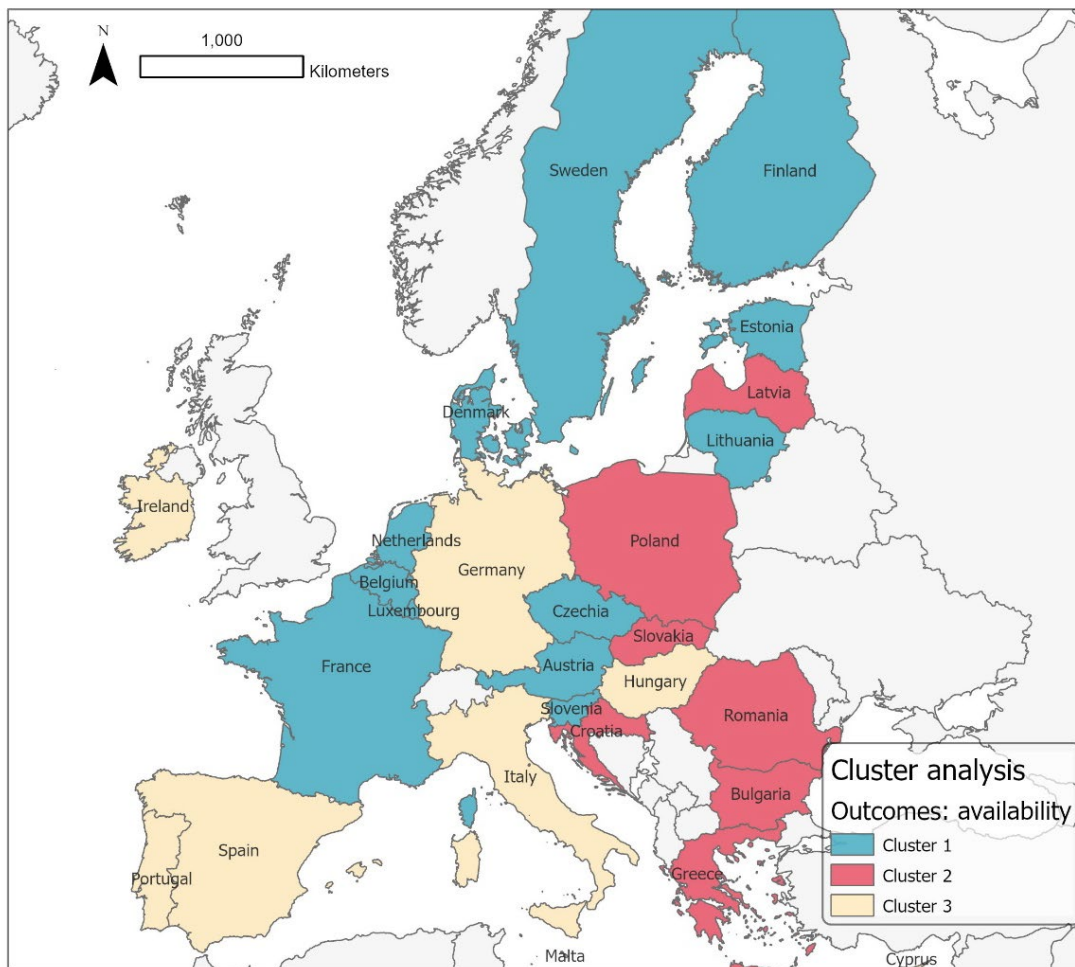 N
1,000
Kilometers
Sweden
Finland
Estonia
Latvia
Denmark
Lithuania
Ireland
Netherlands
Poland
Germany
Belgium
Luxembourg
Czechia
Slovakia
France
Austria
Hungary
Slovenia
Romania
Croatia
Italy
Bulgaria
Spain
Portugal
Greece
Malta
Cyprus
Cluster analysis
Outcomes: availability
Cluster 1
Cluster 2
Cluster 3